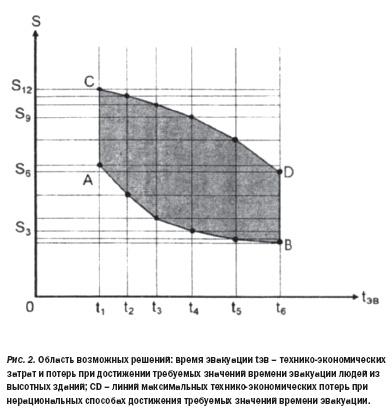 S
S12
C
S9
S6
A
D
S3
B
0
t1 t2 t3 t4 t5 t6 tэв
Рис. 2. Область возможных решений: время эвакуации tэв – технико-экономических
затрат и потерь при достижении требуемых значений времени эвакуации людей из
высотных зданий; CD – линий максимальных технико-экономических потерь при
нерациональных способах достижения требуемых значений времени эвакуации.